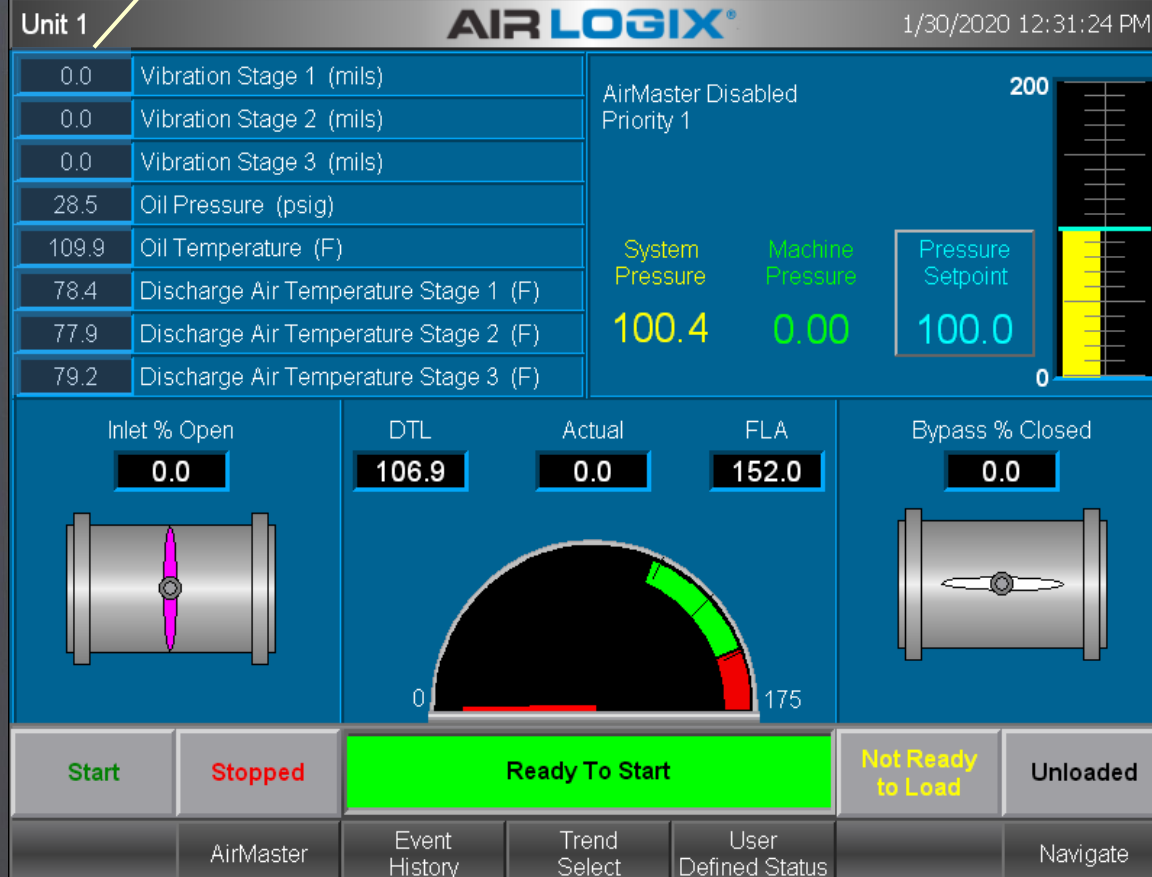 Unit 1
AIRLOGIX®
1/30/2020 12:31:24 PM
0.0 Vibration Stage 1 (mils)
0.0 Vibration Stage 2 (mils)
0.0 Vibration Stage 3 (mils)
28.5 Oil Pressure (psig)
109.9 Oil Temperature (F)
78.4 Discharge Air Temperature Stage 1 (F)
77.9 Discharge Air Temperature Stage 2 (F)
79.2 Discharge Air Temperature Stage 3 (F)
AirMaster Disabled
Priority 1
200
System
Pressure
100.4
Machine
Pressure
0.00
Pressure
Setpoint
100.0
0
Inlet % Open
0.0
DTL
106.9
Actual
0.0
FLA
152.0
0
175
Bypass % Closed
0.0
Start
Stopped
Ready To Start
Not Ready
to Load
Unloaded
AirMaster
Event
History
Trend
Select
User
Defined Status
Navigate